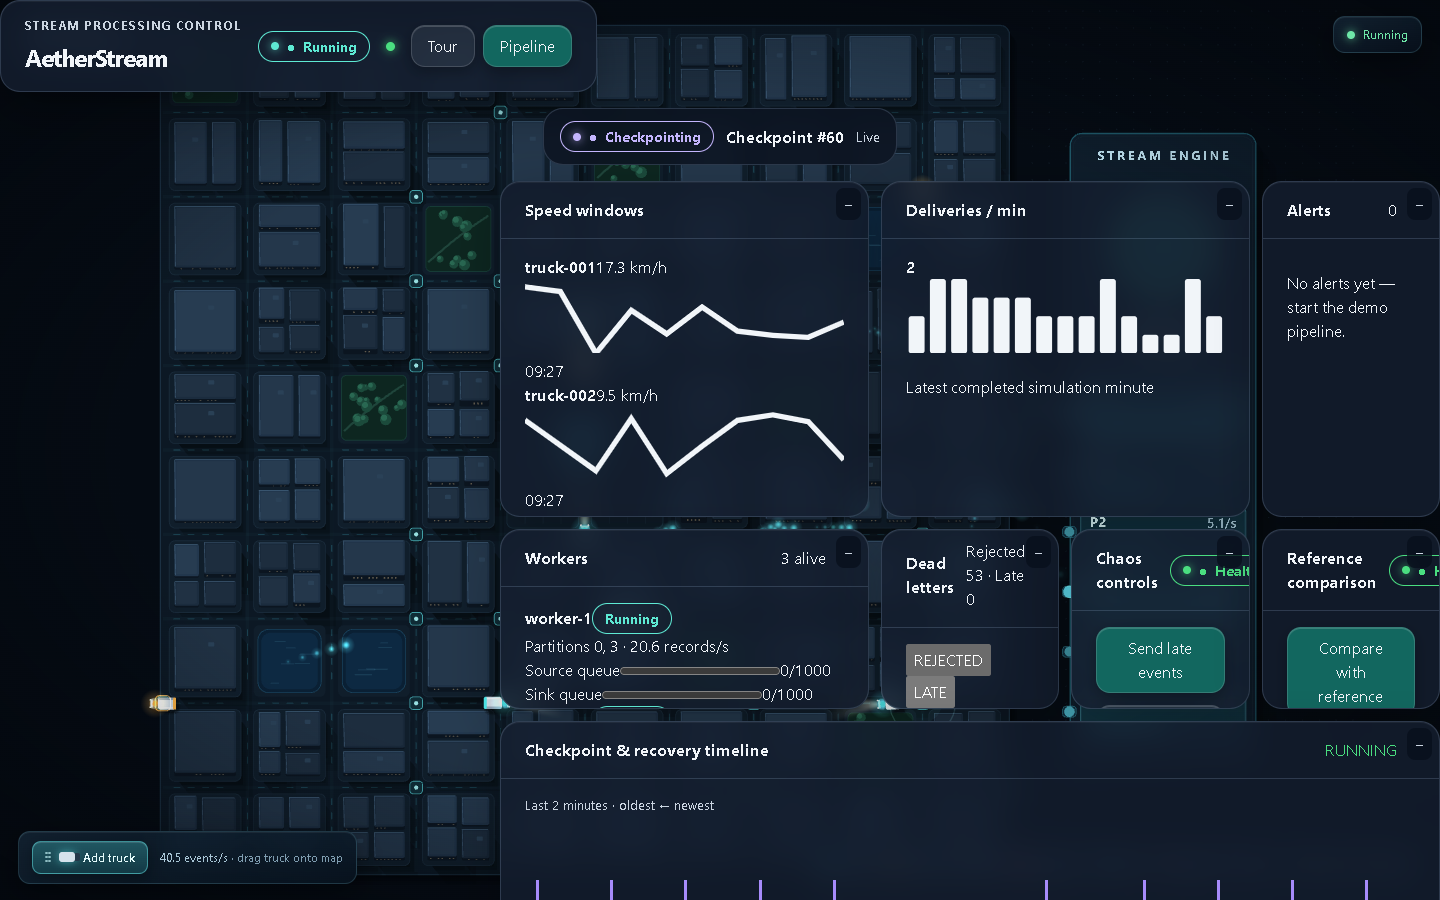 STREAM PROCESSING CONTROL
AetherStream
Running
Tour
Pipeline
Running
Checkpointing
Checkpoint #60
Live
STREAM ENGINE
Speed windows
–
truck-00117.3 km/h
09:27
truck-0029.5 km/h
09:27
Deliveries / min
–
2
Latest completed simulation minute
Alerts
0
–
No alerts yet —
start the demo
pipeline.
P2
5.1/s
Workers
3 alive
–
worker-1 Running
Partitions 0, 3 · 20.6 records/s
Source queue 0/1000
Sink queue 0/1000
Dead
letters
Rejected
53 · Late
0
–
REJECTED
LATE
Chaos
controls
–
Send late
events
Reference
comparison
–
Compare
with
reference
Checkpoint & recovery timeline
RUNNING
–
Last 2 minutes · oldest ← newest
Add truck
40.5 events/s · drag truck onto map